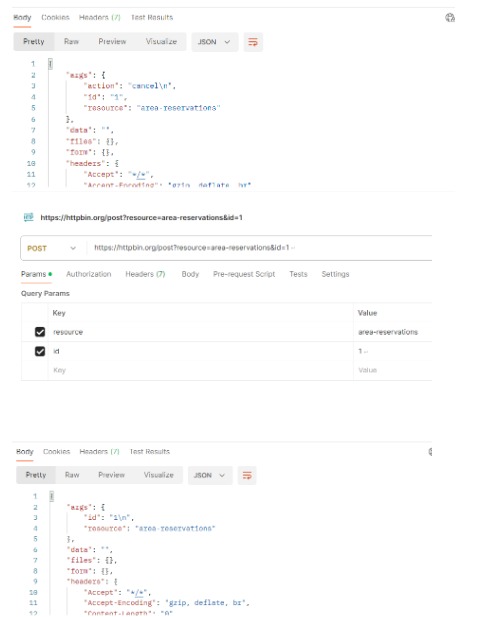 Body Cookies Headers (7) Test Results
Pretty Raw Preview Visualize JSON
1 {
2 "args": {
3 "action": "cancel\n",
4 "id": "1",
5 "resource": "area-reservations"
6 },
7 "data": "",
8 "files": {},
9 "form": {},
10 "headers": {
11 "Accept": "*/*",
12 "Accept-Encoding": "gzip, deflate, br"
https://httpbin.org/post?resource=area-reservations&id=1
POST https://httpbin.org/post?resource=area-reservations&id=1
Params Authorization Headers (7) Body Pre-request Script Tests Settings
Query Params
Key Value
resource area-reservations
id 1
Key Value
Body Cookies Headers (7) Test Results
Pretty Raw Preview Visualize JSON
1 {
2 "args": {
3 "id": "1\n",
4 "resource": "area-reservations"
5 },
6 "data": "",
7 "files": {},
8 "form": {},
9 "headers": {
10 "Accept": "*/*",
11 "Accept-Encoding": "gzip, deflate, br",
12 "Content-Length": "0"